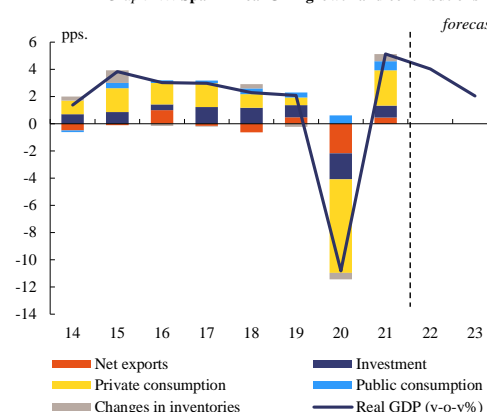 forecas
pps.
6
4
2
0
-2
-4
-6
-8
-10
-12
-14
14 15 16 17 18 19 20 21 22 23
Net exports Investment
Private consumption Public consumption
Changes in inventories Real GDP (y-o-y%)